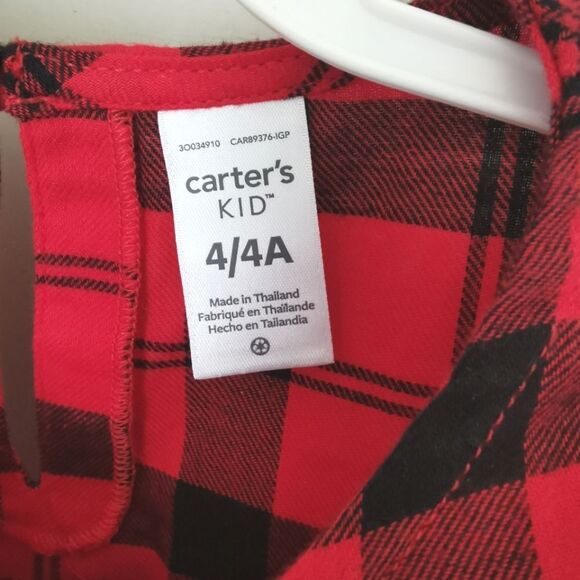 3O034910 CAR89376-IGP
carter's
KID™
4/4A
Made in Thailand
Fabriqué en Thaïlande
Hecho en Tailandia